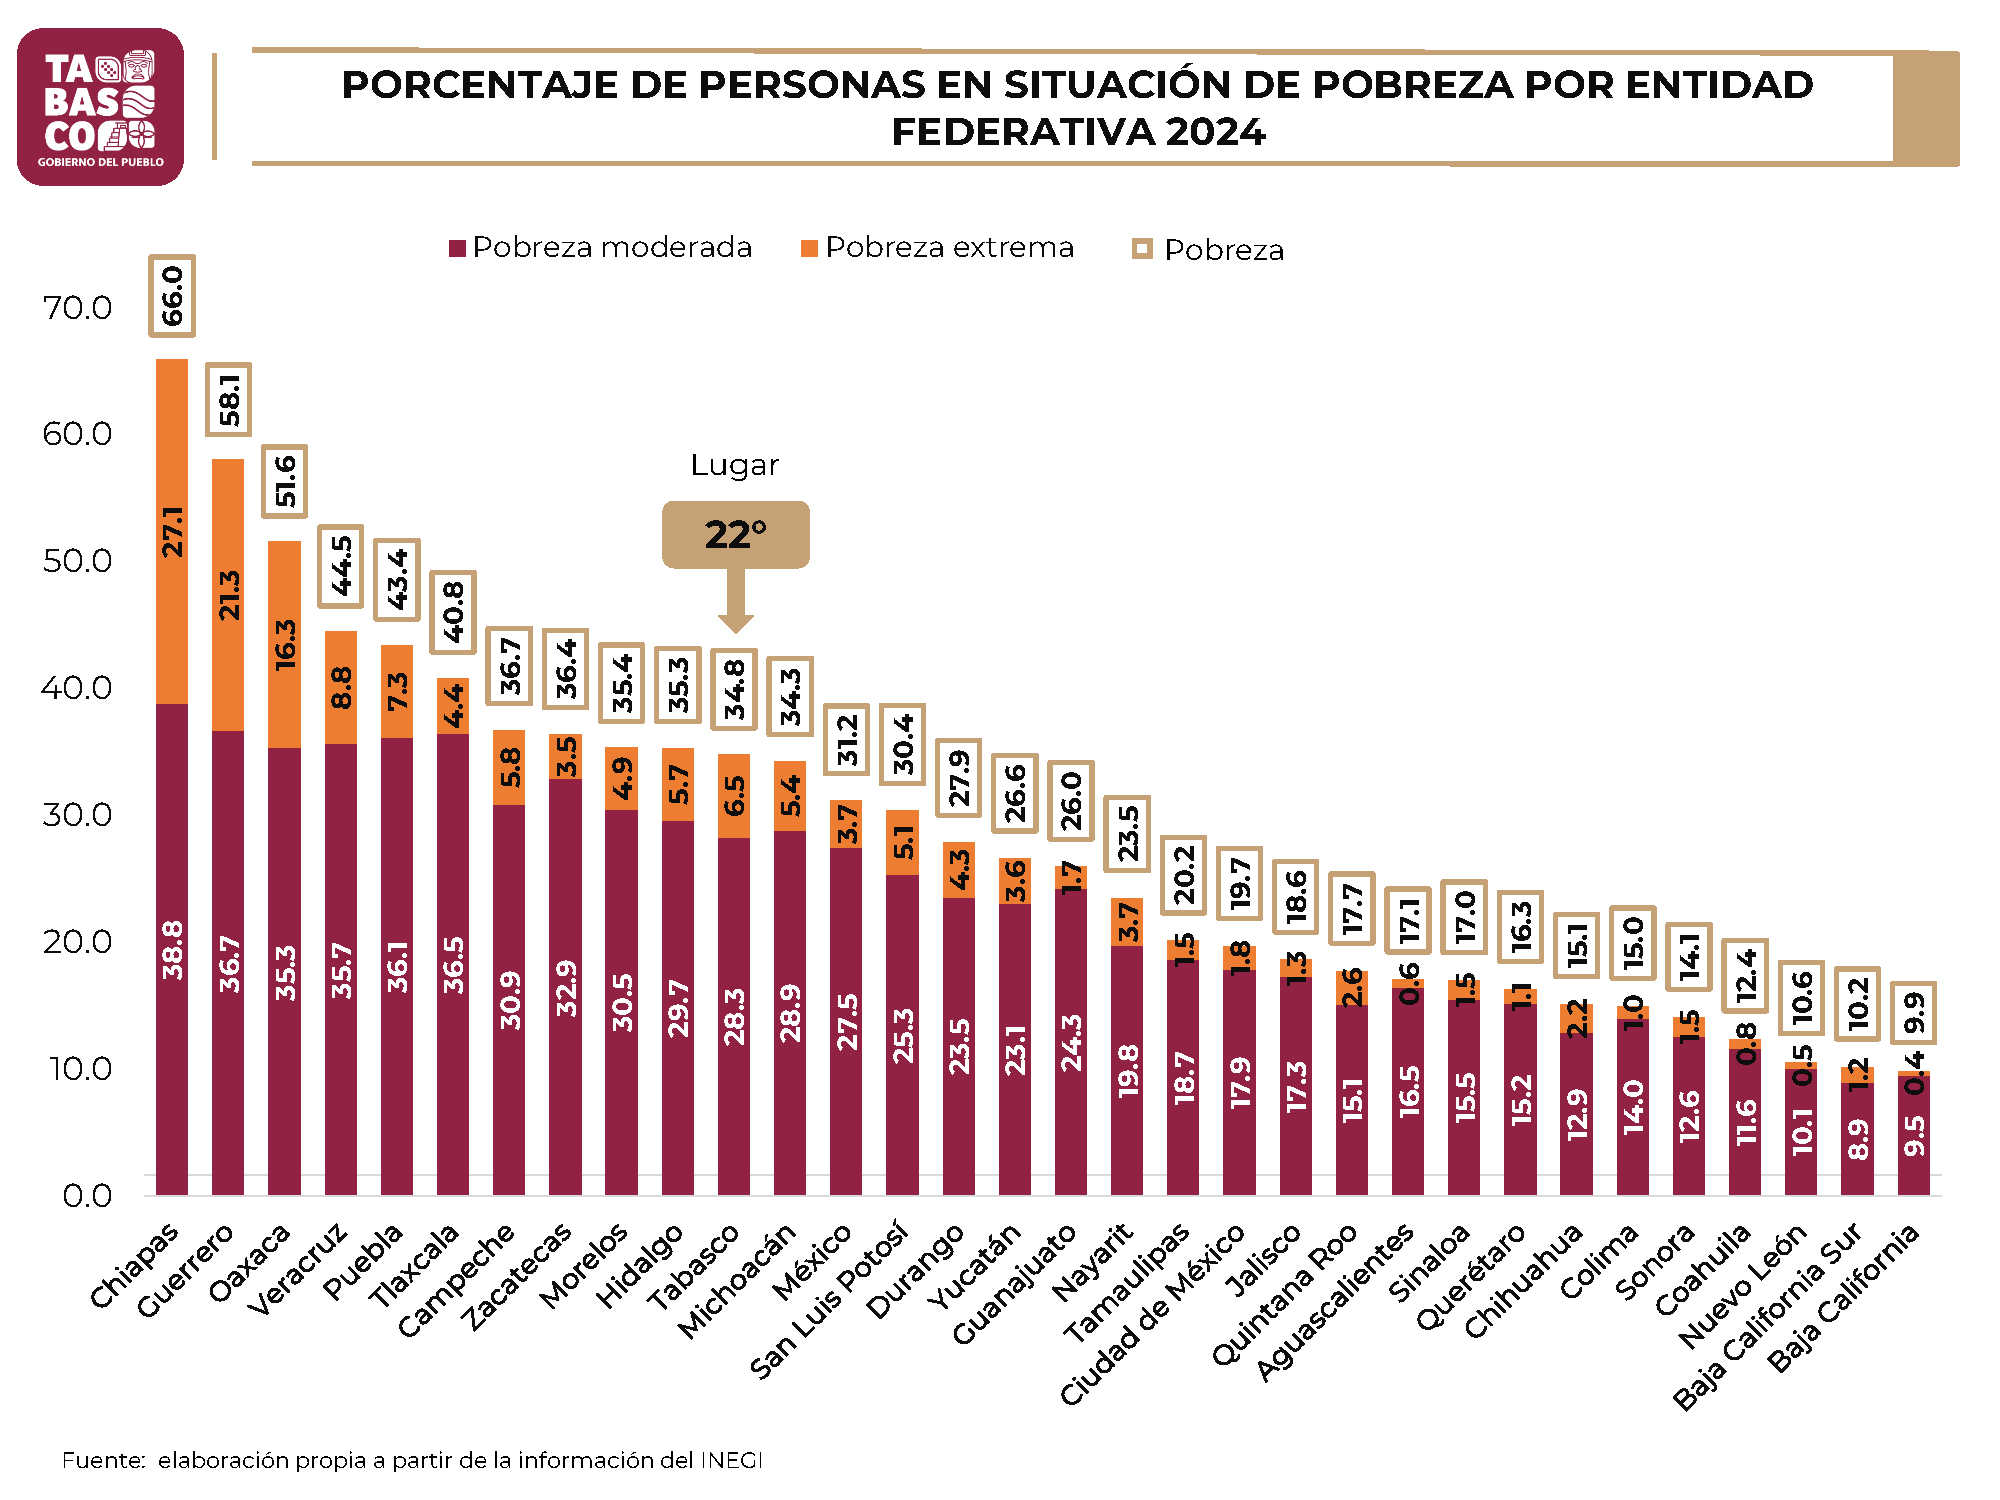 TA
BAS
CO
GOBIERNO DEL PUEBLO
PORCENTAJE DE PERSONAS EN SITUACIÓN DE POBREZA POR ENTIDAD
FEDERATIVA 2024
Pobreza moderada Pobreza extrema Pobreza
70.0
60.0
50.0
40.0
30.0
20.0
10.0
0.0
Lugar
22°
66.0 58.1 51.6 44.5 43.4 40.8 36.7 36.4 35.4 35.3 34.8 34.3 31.2 30.4 27.9 26.6 26.0 23.5 20.2 19.7 18.6 17.7 17.1 17.0 16.3 15.1 15.0 14.1 12.4 10.6 10.2 9.9
27.1 21.3 16.3 8.8 7.3 4.4 5.8 3.5 4.9 5.7 6.5 5.4 3.7 5.1 4.3 3.6 1.7 3.7 1.5 1.8 1.3 2.6 0.6 1.5 1.1 2.2 1.0 1.5 0.8 0.5 1.2 0.4
38.8 36.7 35.3 35.7 36.1 36.5 30.9 32.9 30.5 29.7 28.3 28.9 27.5 25.3 23.5 23.1 24.3 19.8 18.7 17.9 17.3 15.1 16.5 15.5 15.2 12.9 14.0 12.6 11.6 10.1 8.9 9.5
Chiapas
Guerrero
Oaxaca
Veracruz
Puebla
Tlaxcala
Campeche
Zacatecas
Morelos
Hidalgo
Tabasco
Michoacán
México
San Luis Potosí
Durango
Yucatán
Guanajuato
Nayarit
Tamaulipas
Ciudad de México
Jalisco
Quintana Roo
Aguascalientes
Sinaloa
Querétaro
Chihuahua
Colima
Sonora
Coahuila
Nuevo León
Baja California Sur
Baja California
Fuente: elaboración propia a partir de la información del INEGI